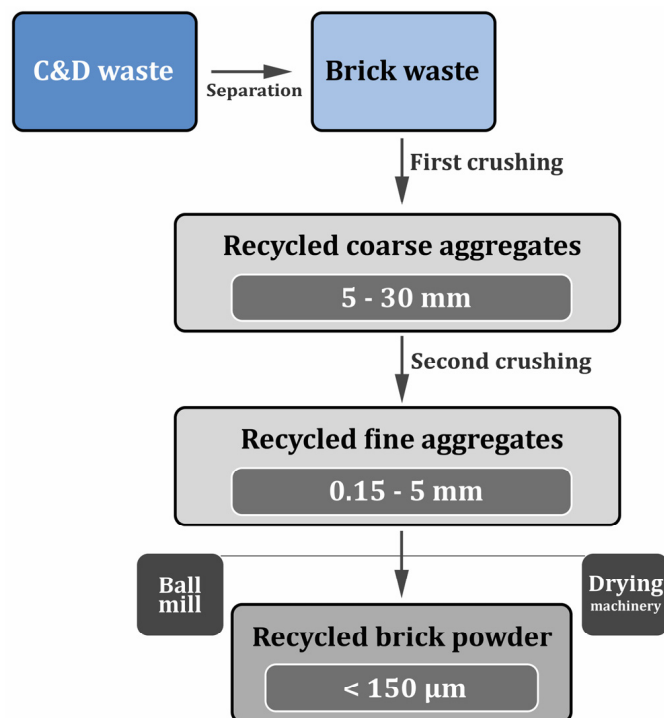 C&D waste
Separation
Brick waste
First crushing
Recycled coarse aggregates
5 - 30 mm
Second crushing
Recycled fine aggregates
0.15 - 5 mm
Ball
mill
Drying
machinery
Recycled brick powder
< 150 μm